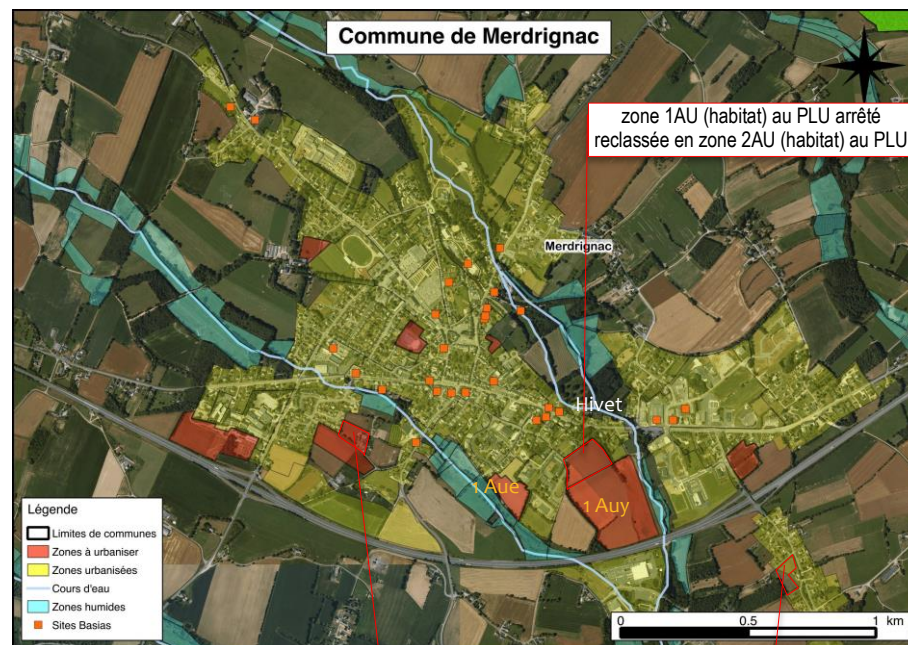 Commune de Merdrignac
zone 1AU (habitat) au PLU arrêté
reclassée en zone 2AU (habitat) au PLU
Merdrignac
Hivet
1 Aue
1 Auy
Légende
Limites de communes
Zones à urbaniser
Zones urbanisées
Cours d'eau
Zones humides
Sites Basias
0 0.5 1 km